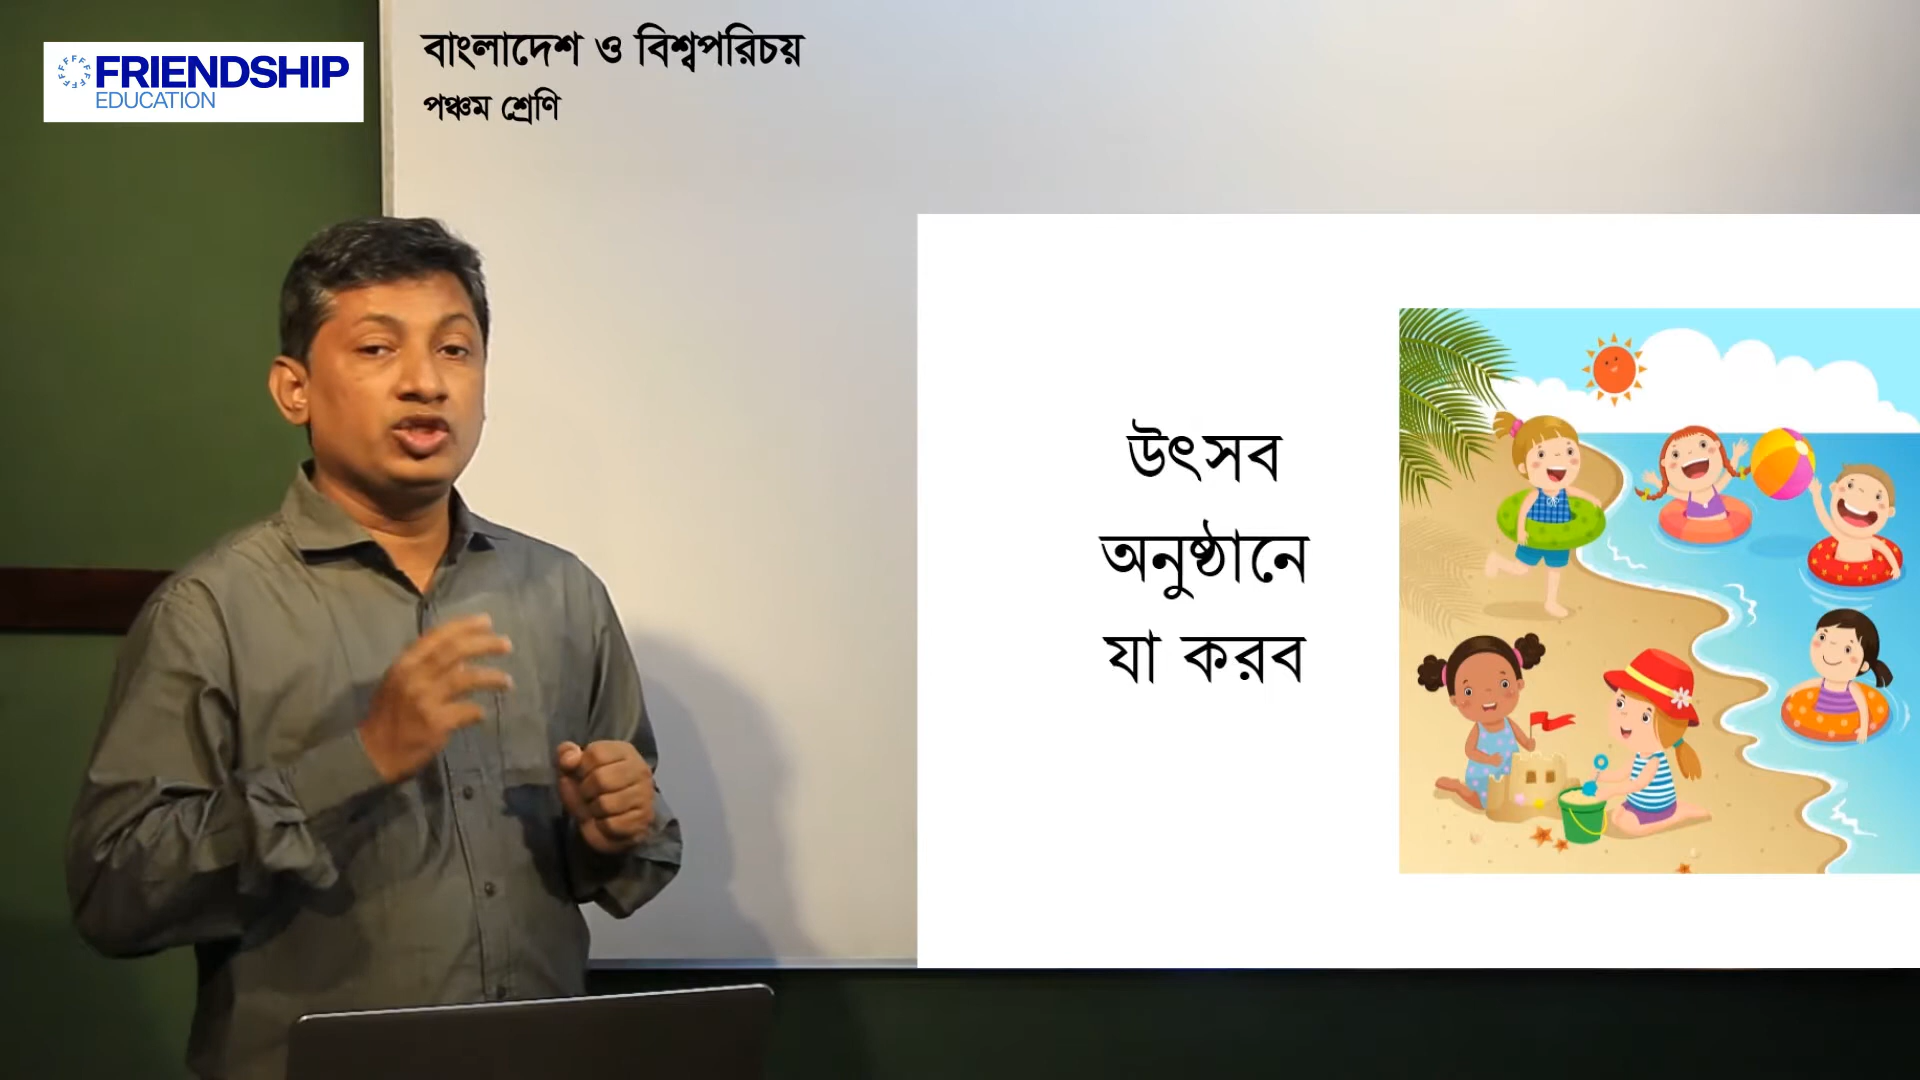 FRIENDSHIP
EDUCATION
বাংলাদেশ ও বিশ্বপরিচয়
পঞ্চম শ্রেণি
উৎসব
অনুষ্ঠানে
যা করব